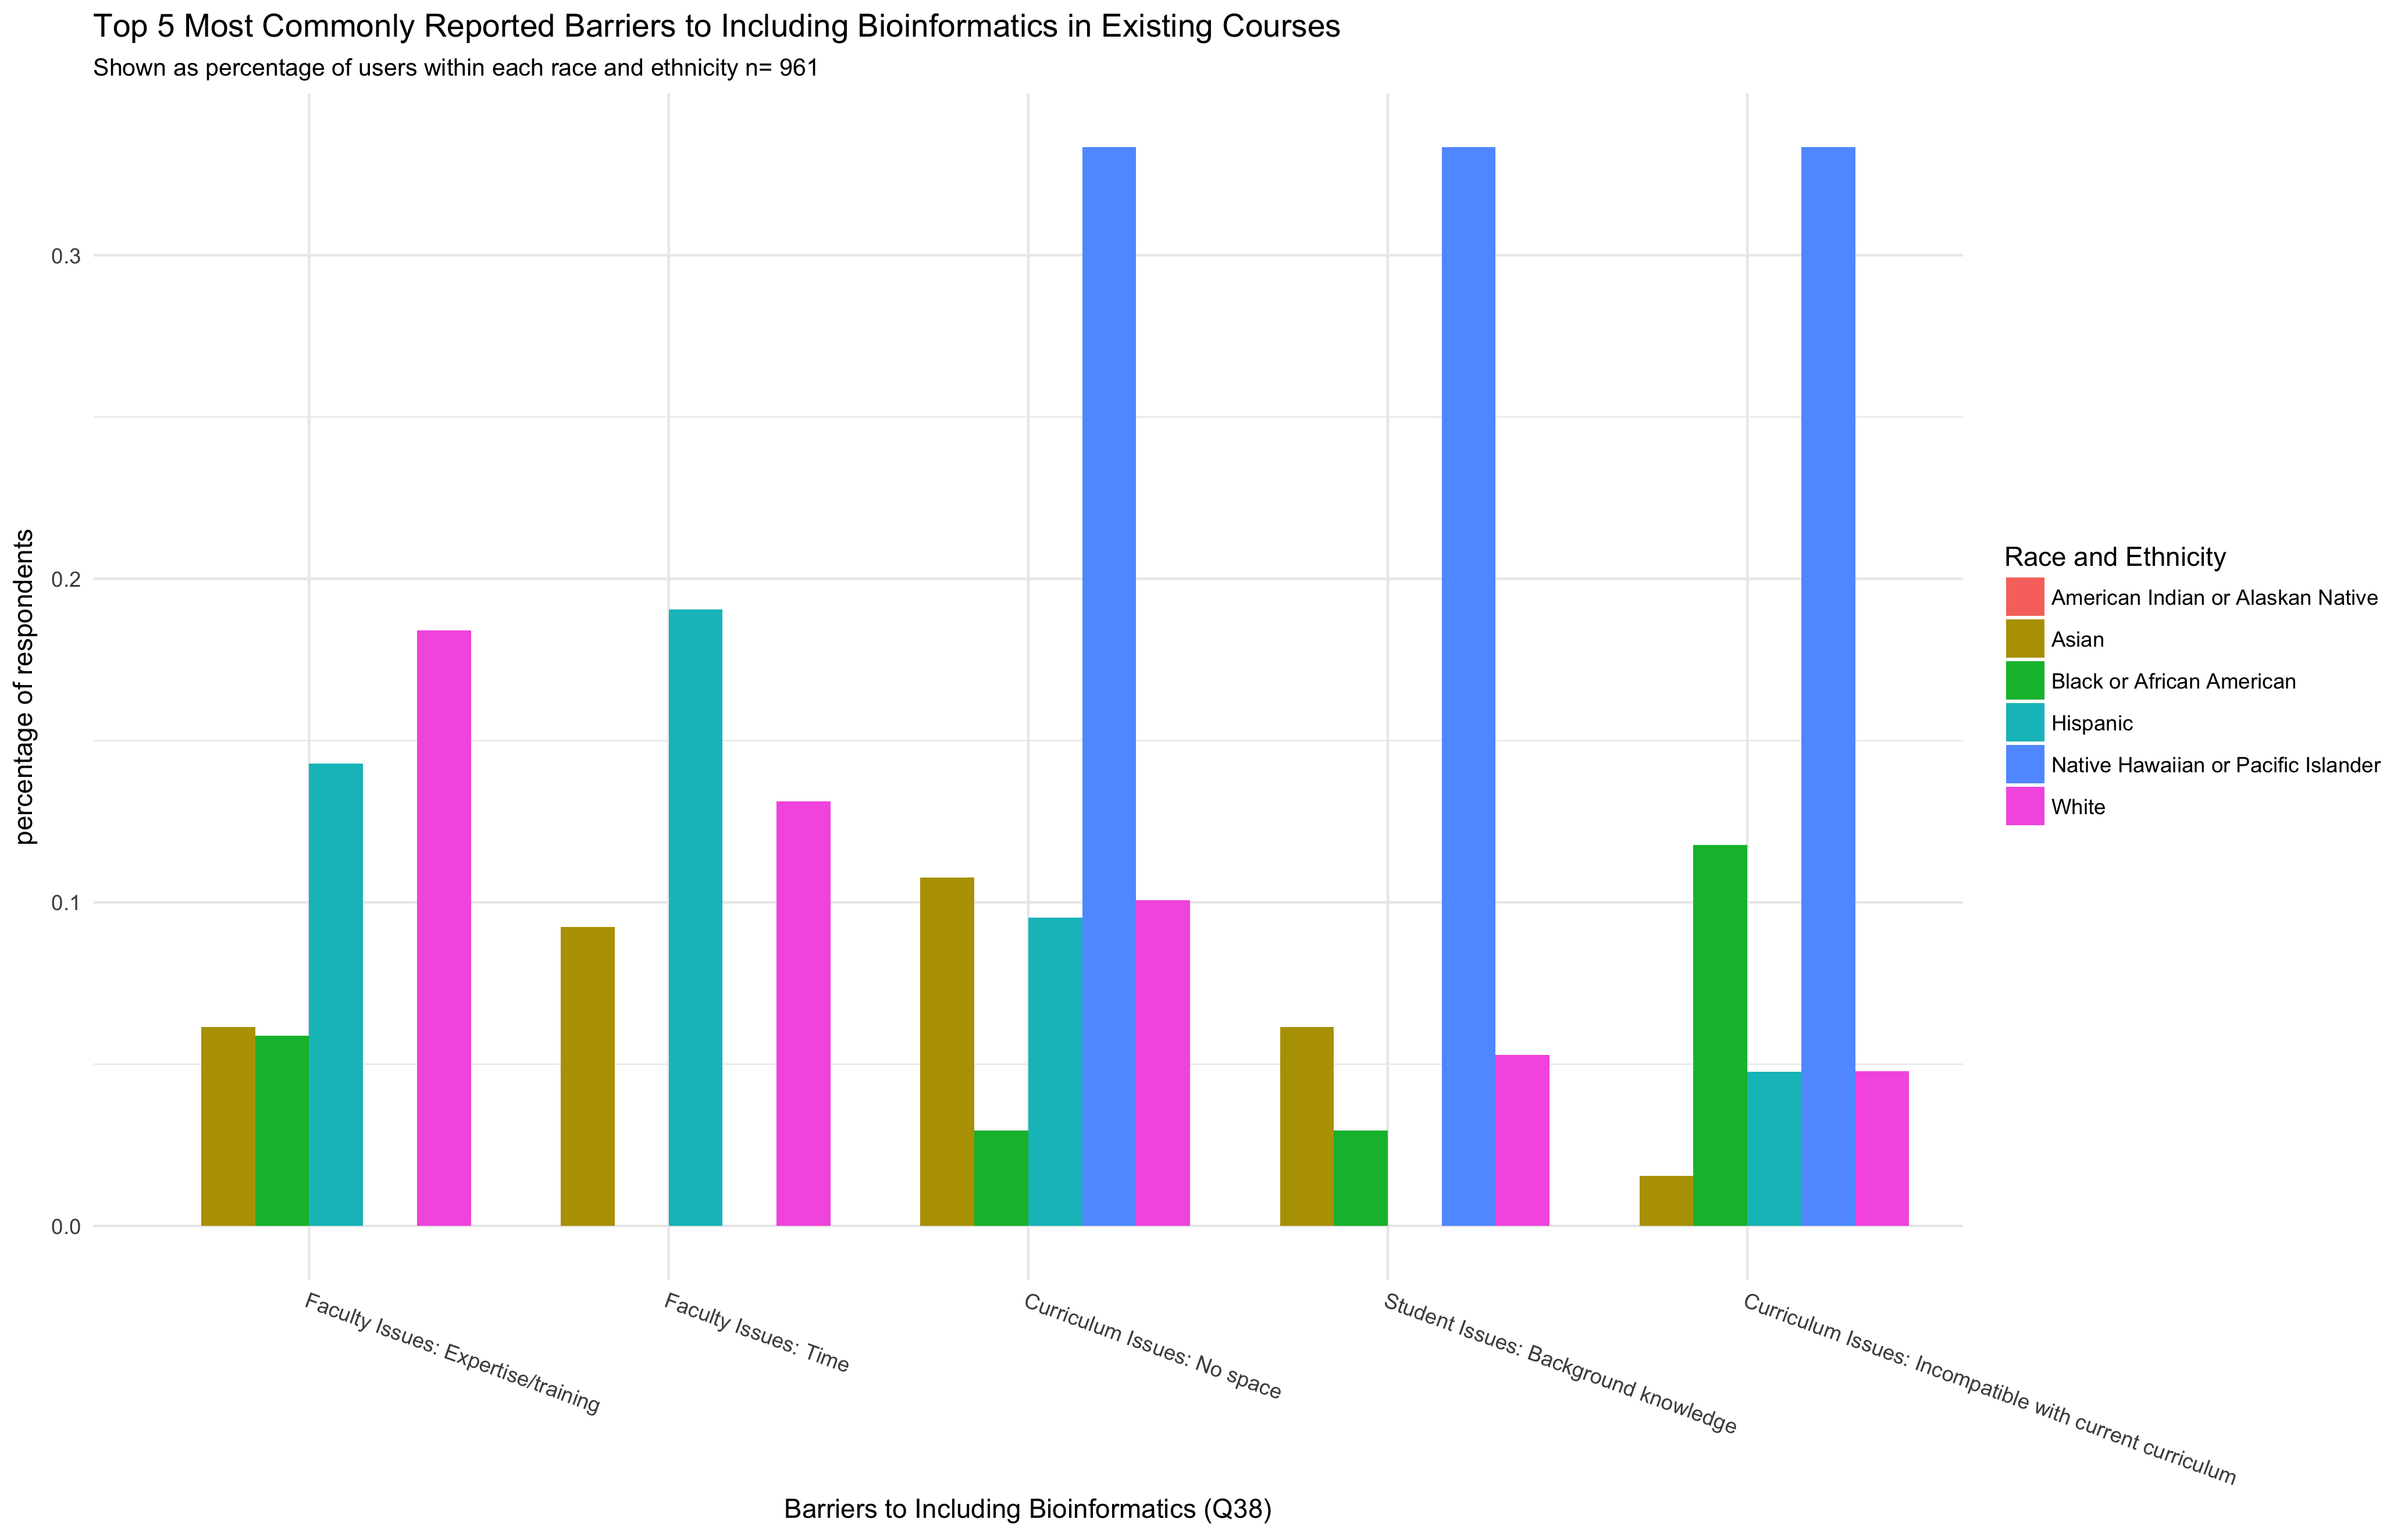 Top 5 Most Commonly Reported Barriers to Including Bioinformatics in Existing Courses
Shown as percentage of users within each race and ethnicity n= 961
percentage of respondents
0.3
0.2
0.1
0.0
Faculty Issues: Expertise/training
Faculty Issues: Time
Curriculum Issues: No space
Student Issues: Background knowledge
Curriculum Issues: Incompatible with current curriculum
Barriers to Including Bioinformatics (Q38)
Race and Ethnicity
American Indian or Alaskan Native
Asian
Black or African American
Hispanic
Native Hawaiian or Pacific Islander
White